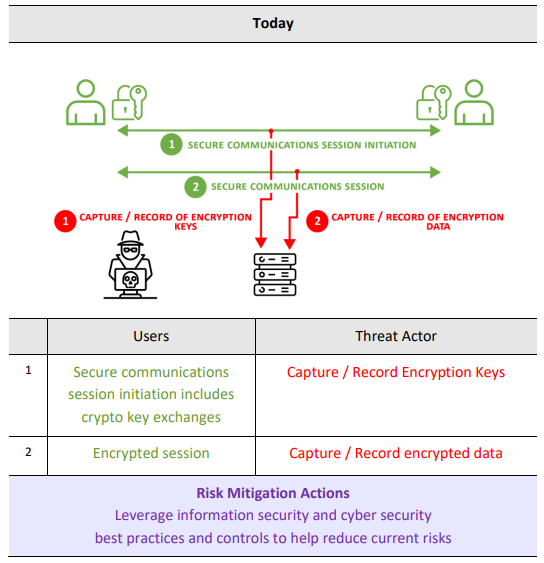 Today
1 SECURE COMMUNICATIONS SESSION INITIATION
2 SECURE COMMUNICATIONS SESSION
1 CAPTURE / RECORD OF ENCRYPTION
KEYS
2 CAPTURE / RECORD OF ENCRYPTION
DATA
Users Threat Actor
1 Secure communications Capture / Record Encryption Keys
session initiation includes
crypto key exchanges
2 Encrypted session Capture / Record encrypted data
Risk Mitigation Actions
Leverage information security and cyber security
best practices and controls to help reduce current risks